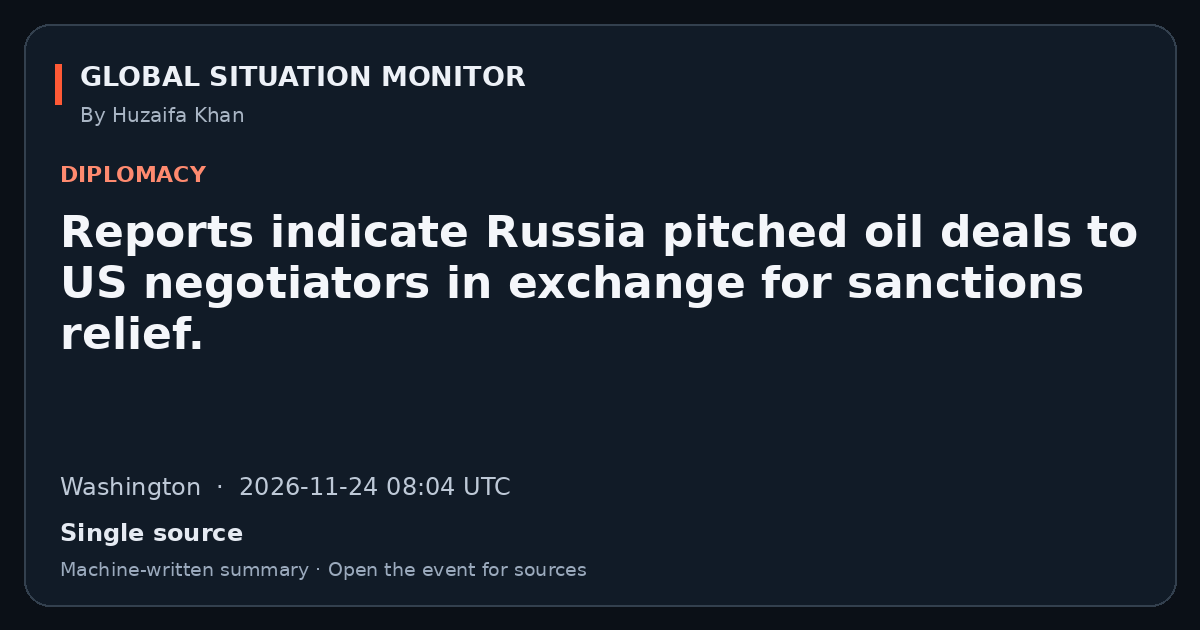 GLOBAL SITUATION MONITOR
By Huzaifa Khan
DIPLOMACY
Reports indicate Russia pitched oil deals to
US negotiators in exchange for sanctions
relief.
Washington · 2026-11-24 08:04 UTC
Single source
Machine-written summary · Open the event for sources